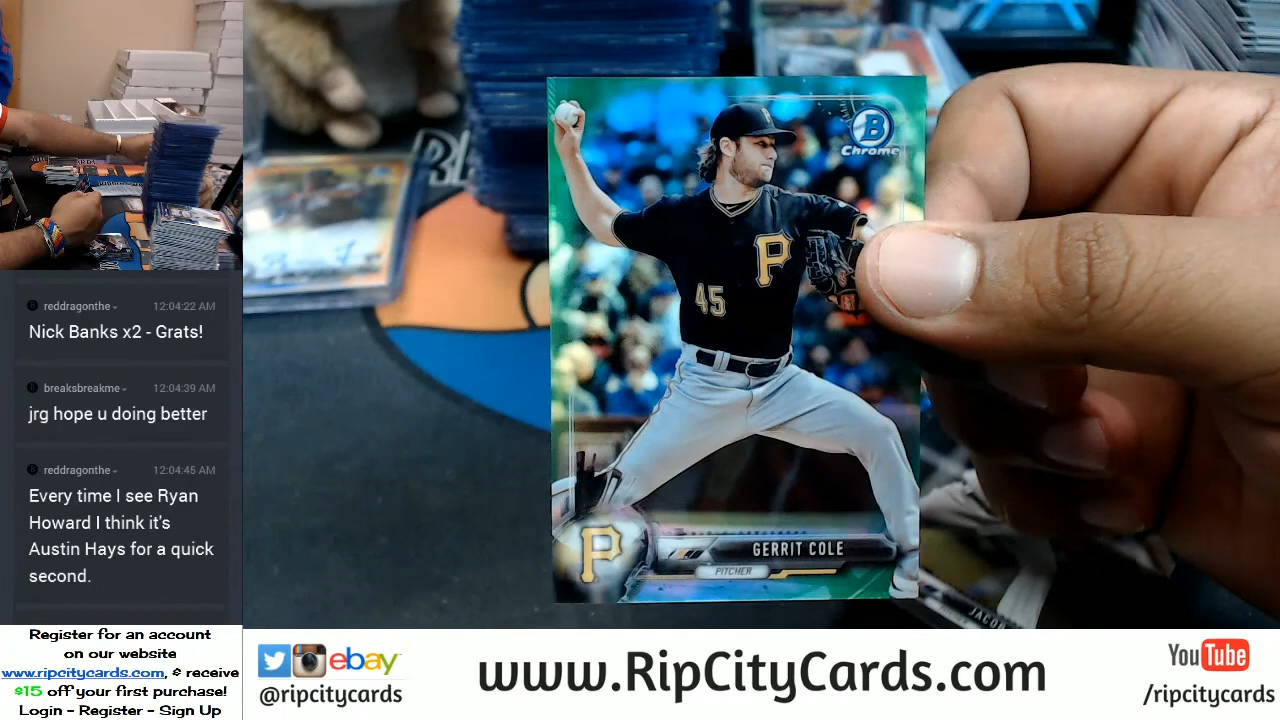 reddragonthe
12:04:22 AM
Nick Banks x2 - Grats!
breaksbreakme
12:04:39 AM
jrg hope u doing better
reddragonthe
12:04:45 AM
Every time I see Ryan
Howard I think it's
Austin Hays for a quick
second.
Register for an account
on our website
www.ripcitycards.com, & receive
$15 off your first purchase!
Login - Register - Sign Up
B
Chrome
P
45
P
GERRIT COLE
PITCHER
JACOB
ebay
@ripcitycards
www.RipCityCards.com
YouTube
/ripcitycards